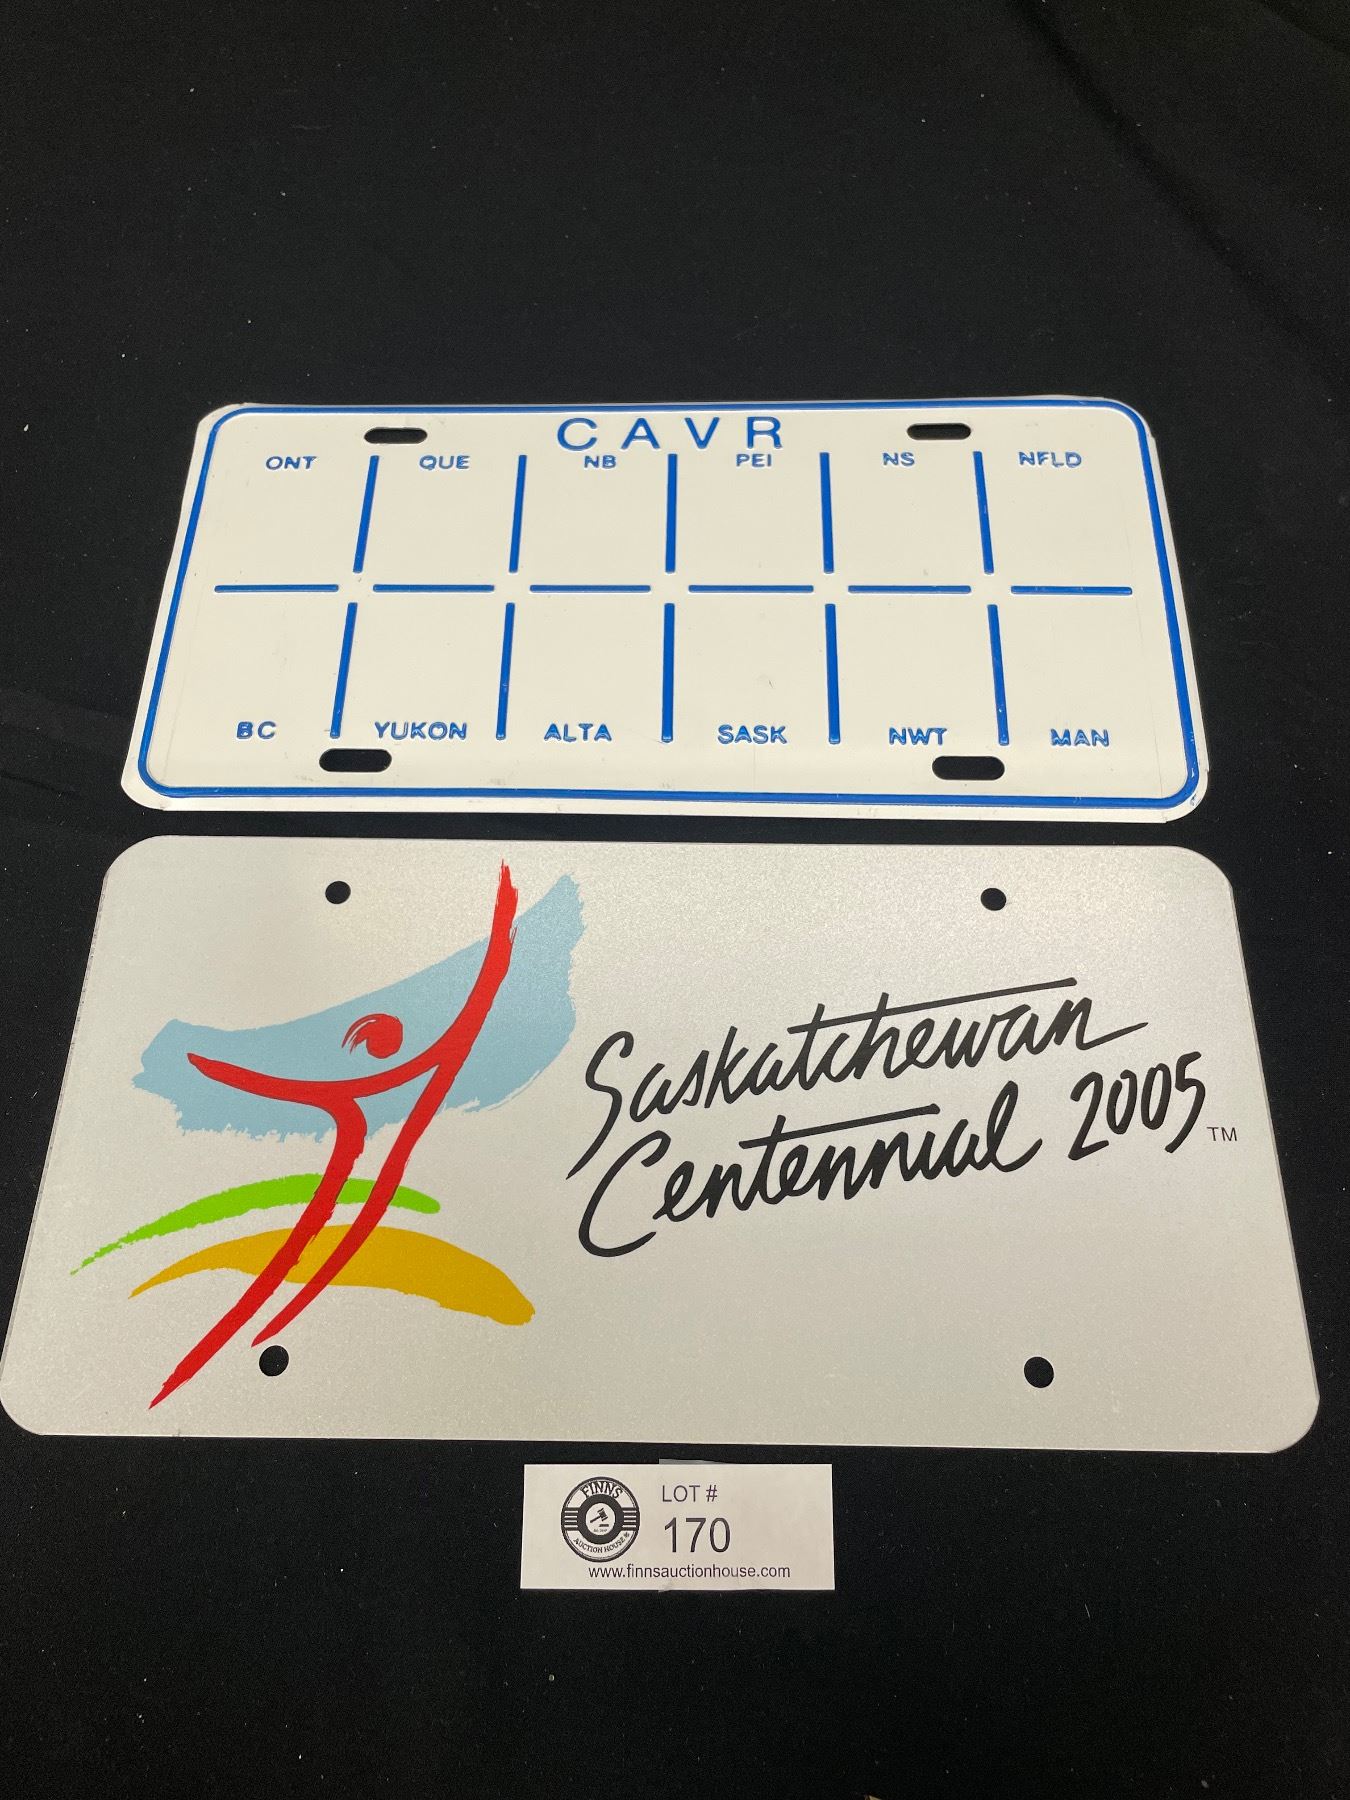 CAVR
ONT QUE NB PEI NS NFLD
BC YUKON ALTA SASK NWT MAN
Saskatchewan
Centennial 2005 TM
FINNS
AUCTION HOUSE
LOT #
170
www.finnsauctionhouse.com